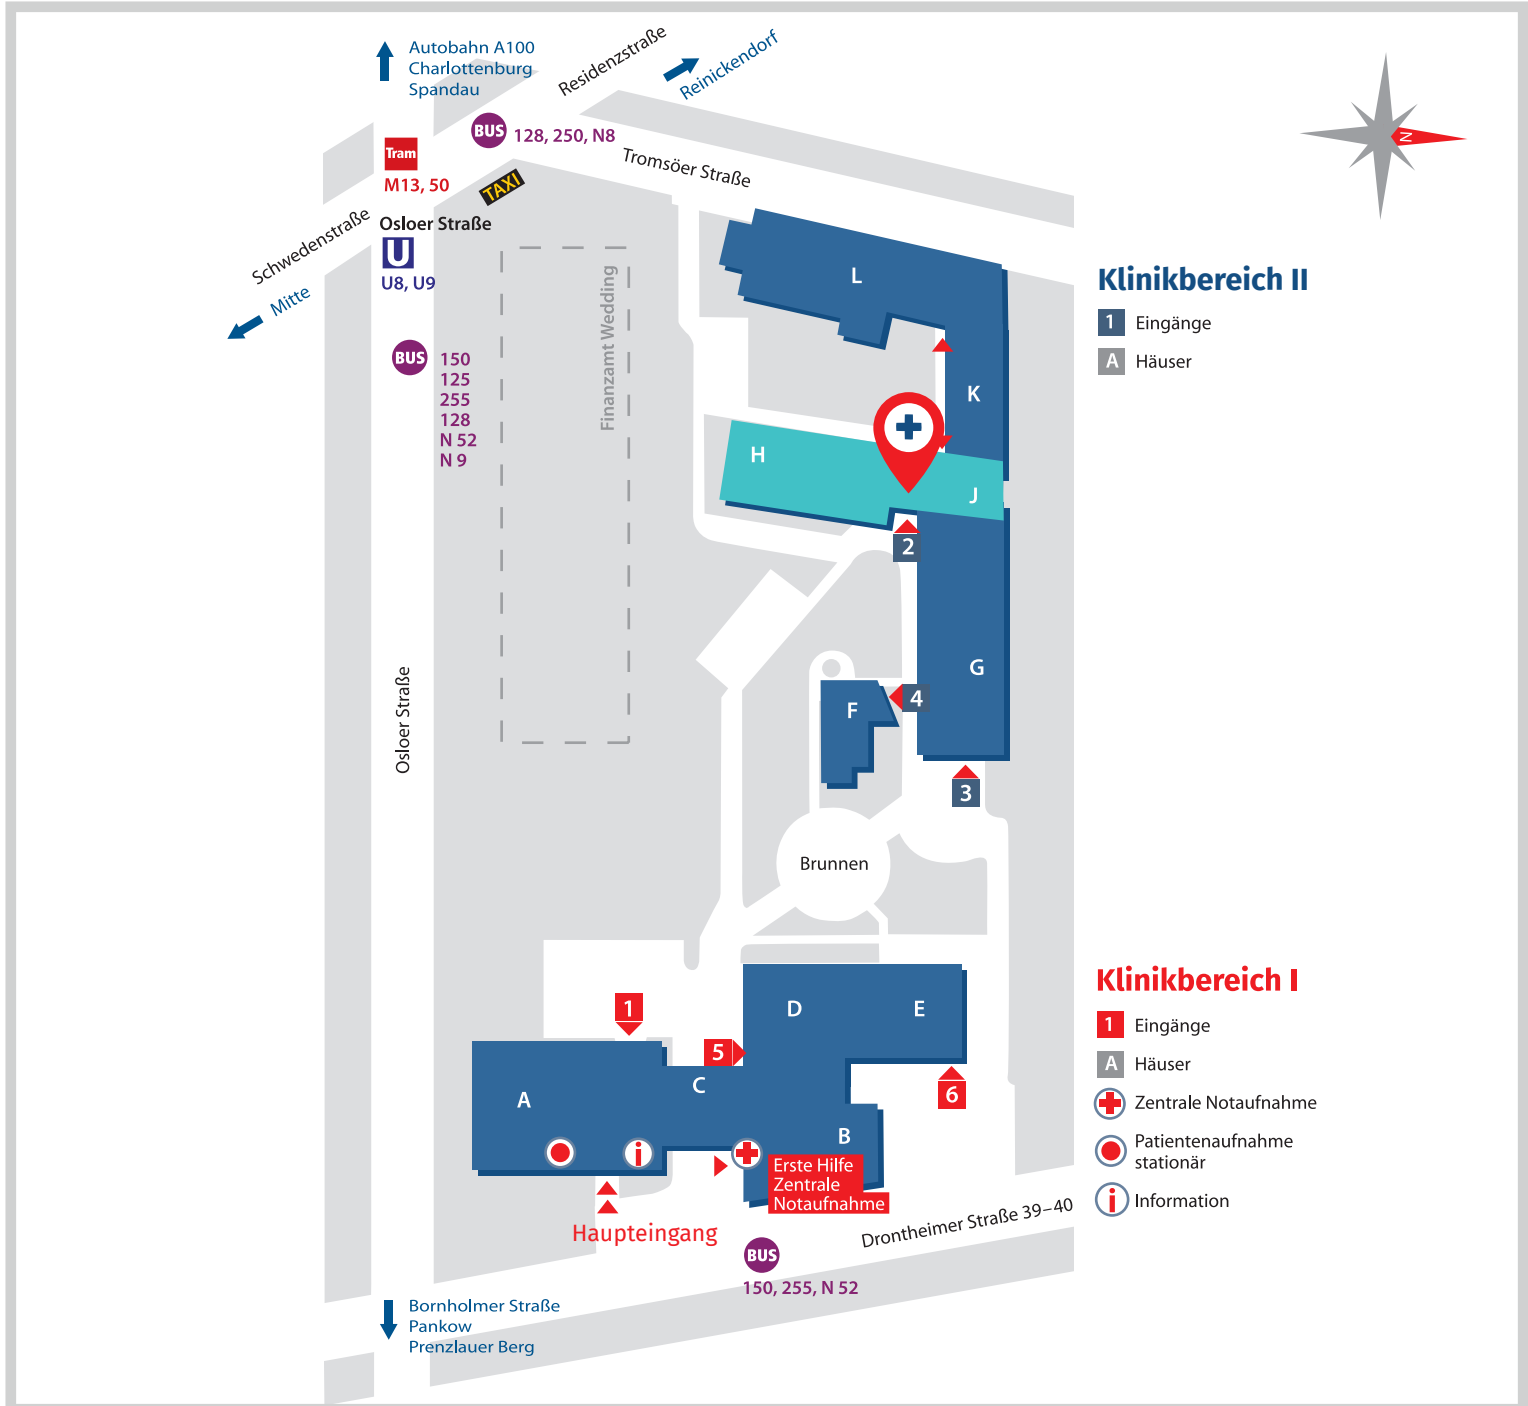 Autobahn A100
Charlottenburg
Spandau
Residenzstraße
Reinickendorf
BUS 128, 250, N8
Tram
M13, 50
TAXI
Tromsöer Straße
N
Schwedenstraße
Osloer Straße
U
U8, U9
Mitte
BUS 150
125
255
128
N 52
N 9
Finanzamt Wedding
L
K
H
J
2
G
F
4
3
Klinikbereich II
1 Eingänge
A Häuser
Osloer Straße
Brunnen
D
E
1
5
C
A
6
B
i
Erste Hilfe
Zentrale
Notaufnahme
Haupteingang
Drontheimer Straße 39–40
BUS
150, 255, N 52
Klinikbereich I
1 Eingänge
A Häuser
Zentrale Notaufnahme
Patientenaufnahme
stationär
i Information
Bornholmer Straße
Pankow
Prenzlauer Berg